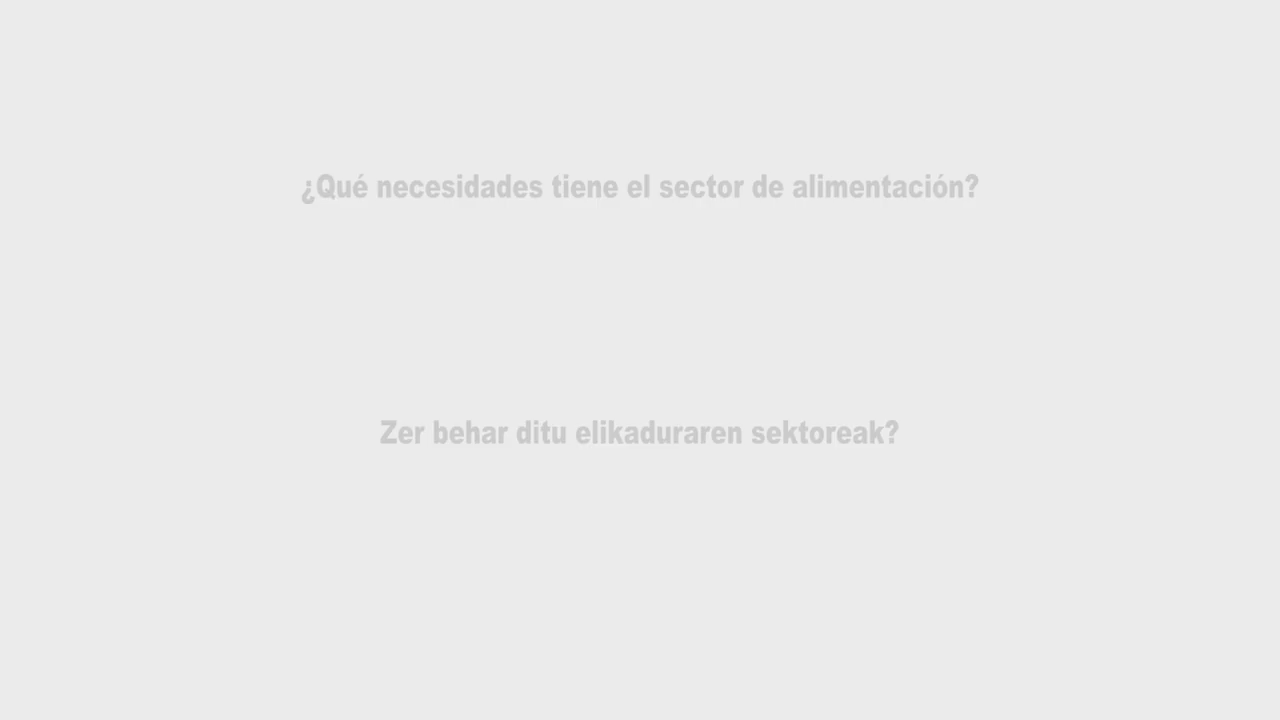 ¿Qué necesidades tiene el sector de alimentación?
Zer behar ditu elikaduraren sektoreak?